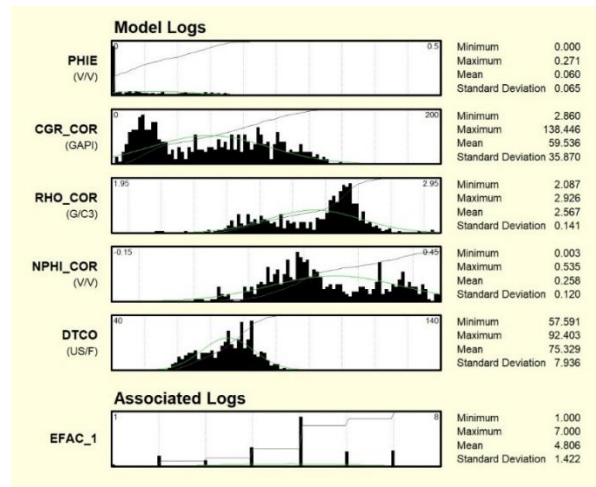 Model Logs
PHIE
(V/V)
0 0.5
Minimum 0.000
Maximum 0.271
Mean 0.060
Standard Deviation 0.065
CGR_COR
(GAPI)
0 200
Minimum 2.860
Maximum 138.446
Mean 59.536
Standard Deviation 35.870
RHO_COR
(G/C3)
1.95 2.95
Minimum 2.087
Maximum 2.926
Mean 2.567
Standard Deviation 0.141
NPHI_COR
(V/V)
-0.15 0.45
Minimum 0.003
Maximum 0.535
Mean 0.258
Standard Deviation 0.120
DTCO
(US/F)
40 140
Minimum 57.591
Maximum 92.403
Mean 75.329
Standard Deviation 7.936
Associated Logs
EFAC_1
1 8
Minimum 1.000
Maximum 7.000
Mean 4.806
Standard Deviation 1.422